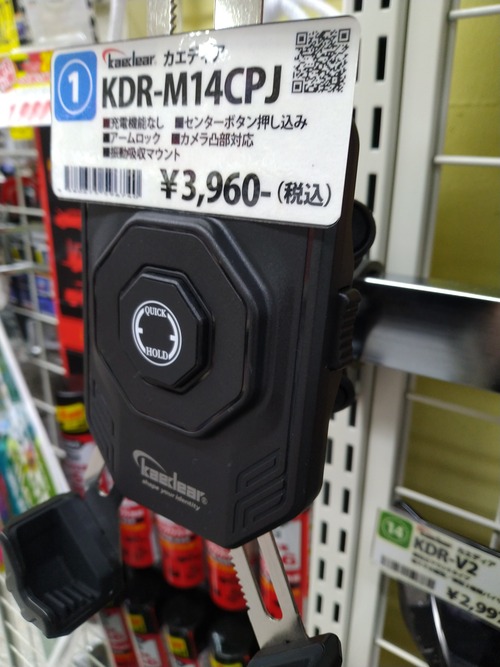 1 kaedear. カエディア
KDR-M14CPJ
■充電機能なし ■センターボタン押し込み
■アームロック ■カメラ凸部対応
■振動吸収マウント
¥3,960-(税込)
QUICK
HOLD
kaedear®
shape your identity
14 カエディア
KDR-V2
¥2,99